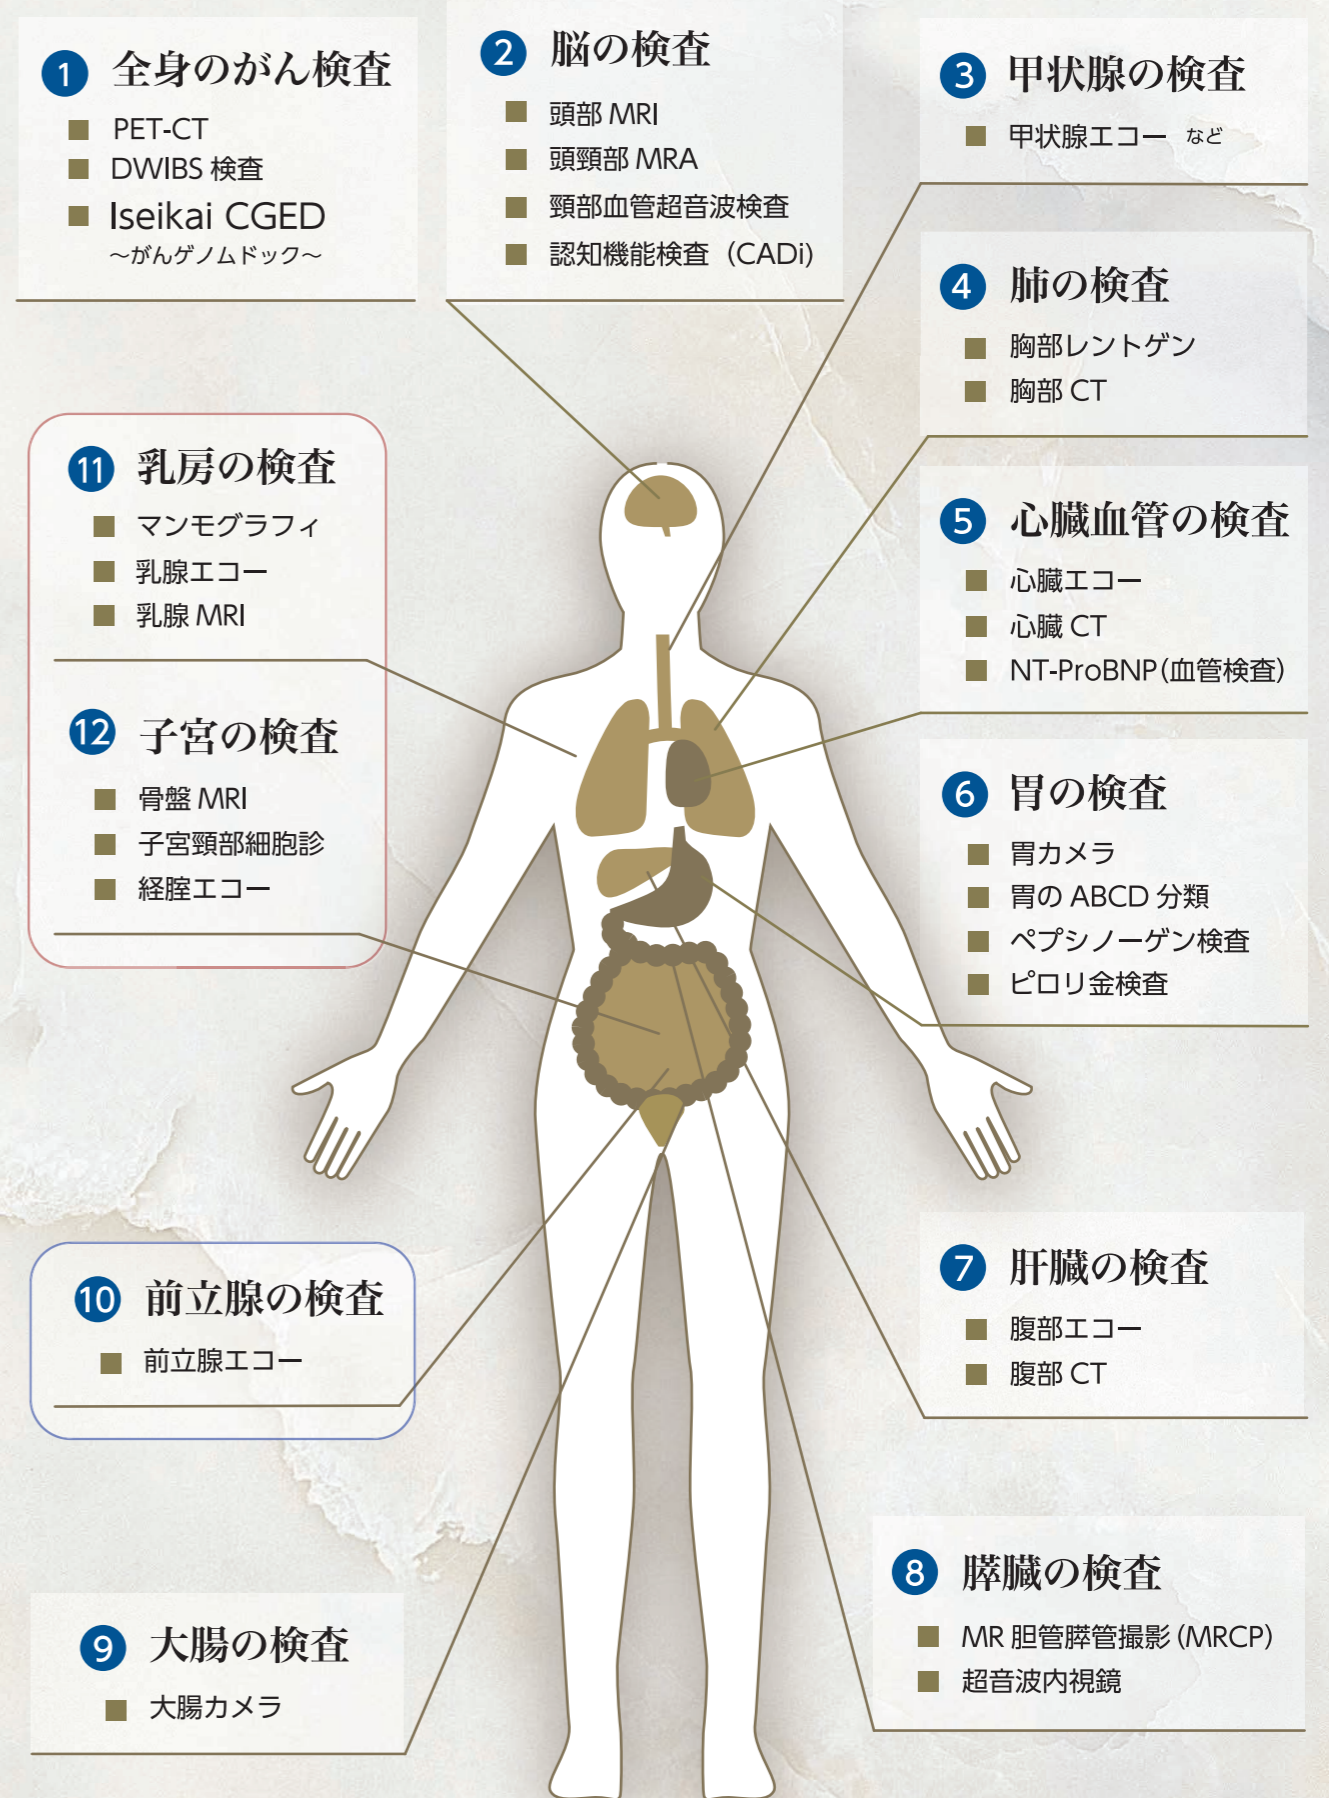 1 全身のがん検査
PET-CT
DWIBS 検査
Iseikai CGED
〜がんゲノムドック〜
2 脳の検査
頭部 MRI
頭頸部 MRA
頸部血管超音波検査
認知機能検査（CADi）
3 甲状腺の検査
甲状腺エコー など
4 肺の検査
胸部レントゲン
胸部 CT
5 心臓血管の検査
心臓エコー
心臓 CT
NT-ProBNP(血管検査)
6 胃の検査
胃カメラ
胃の ABCD 分類
ペプシノーゲン検査
ピロリ金検査
7 肝臓の検査
腹部エコー
腹部 CT
8 膵臓の検査
MR 胆管膵管撮影 (MRCP)
超音波内視鏡
9 大腸の検査
大腸カメラ
10 前立腺の検査
前立腺エコー
11 乳房の検査
マンモグラフィ
乳腺エコー
乳腺 MRI
12 子宮の検査
骨盤 MRI
子宮頸部細胞診
経腟エコー